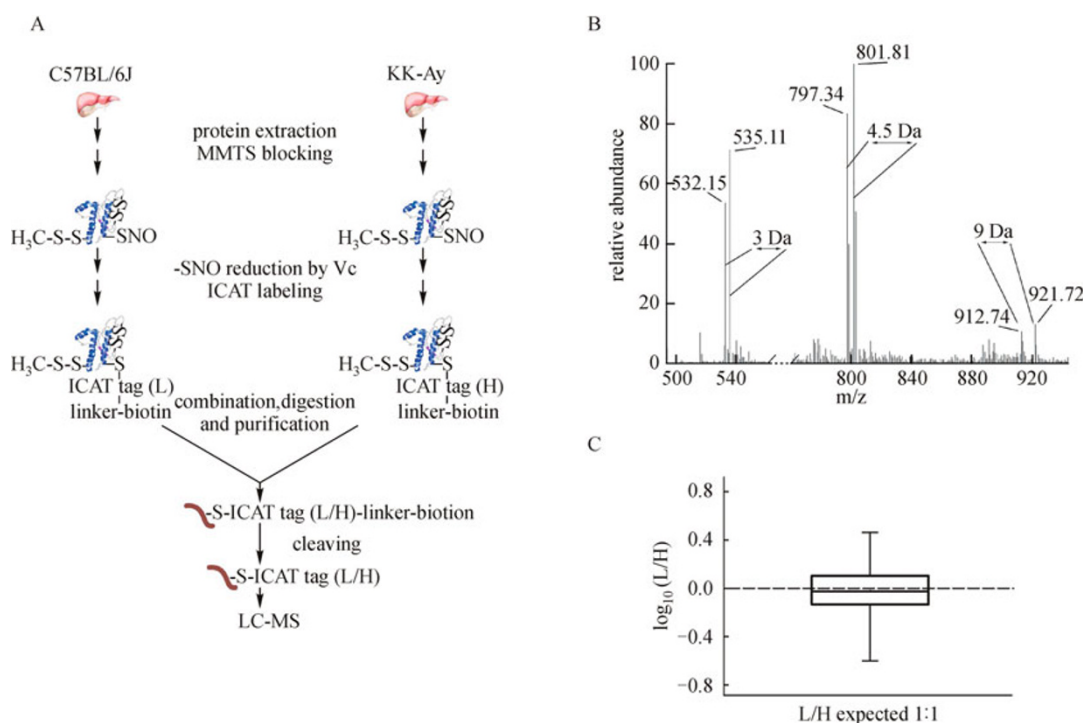 A
C57BL/6J
KK-Ay
protein extraction
MMTS blocking
H3C-S-S-
S
S
-SNO
H3C-S-S-
S
S
-SNO
-SNO reduction by Vc
ICAT labeling
H3C-S-S-
S
S
-S
H3C-S-S-
S
S
-S
ICAT tag (L)
linker-biotin
ICAT tag (H)
linker-biotin
combination,digestion
and purification
-S-ICAT tag (L/H)-linker-biotion
cleaving
-S-ICAT tag (L/H)
LC-MS
B
relative abundance
100
80
60
40
20
0
532.15
535.11
3 Da
797.34
801.81
4.5 Da
9 Da
912.74
921.72
500
540
800
840
880
920
m/z
C
log10 (L/H)
0.8
0.4
0.0
−0.4
−0.8
L/H expected 1:1